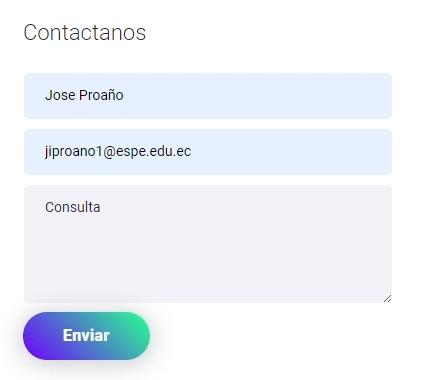 Contactanos
Jose Proaño
jiproano1@espe.edu.ec
Consulta
Enviar